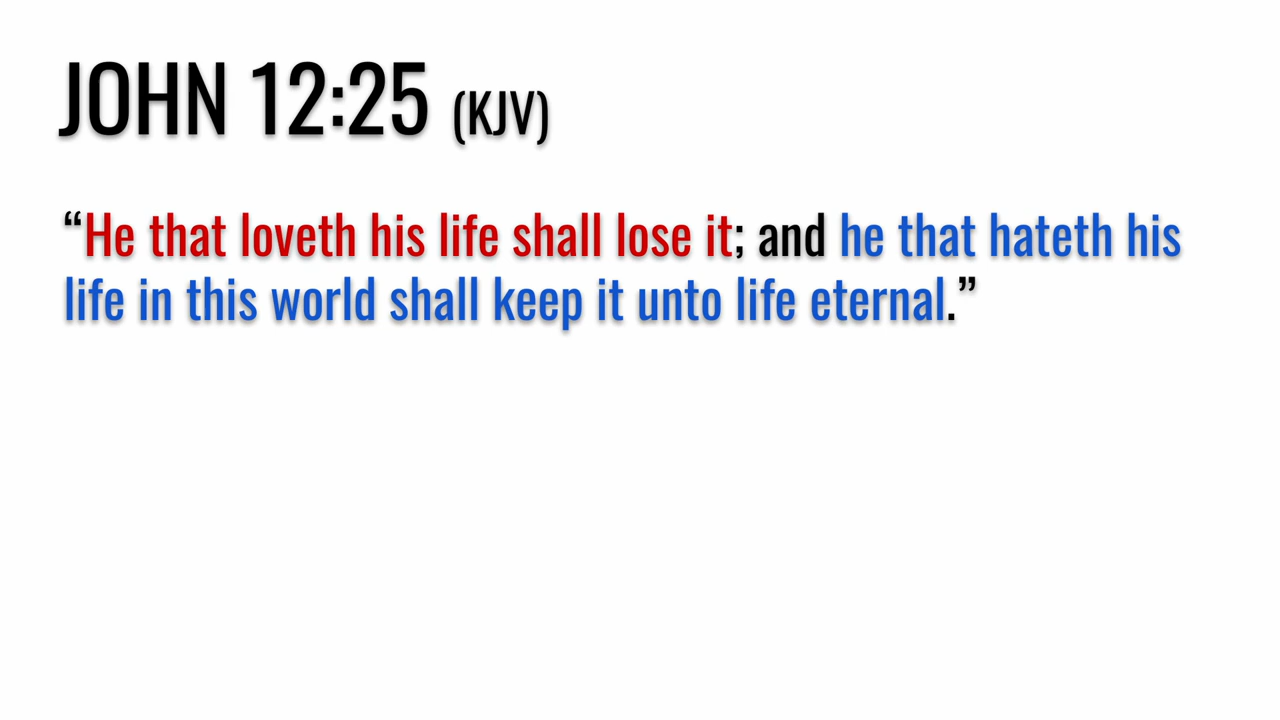 JOHN 12:25 (KJV)
“He that loveth his life shall lose it; and he that hateth his
life in this world shall keep it unto life eternal.”